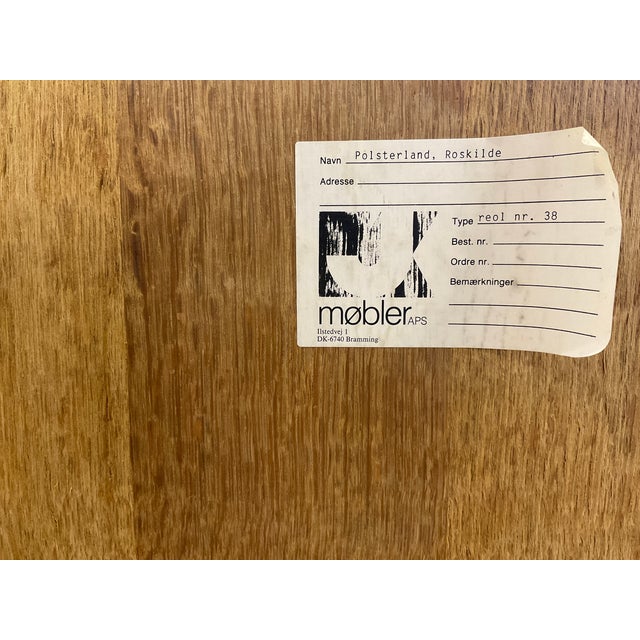 Navn Polsterland, Roskilde
Adresse
Type reol nr. 38
Best. nr.
Ordre nr.
Bemærkninger
JK
møbler APS
Ilstedvej 1
DK-6740 Bramming